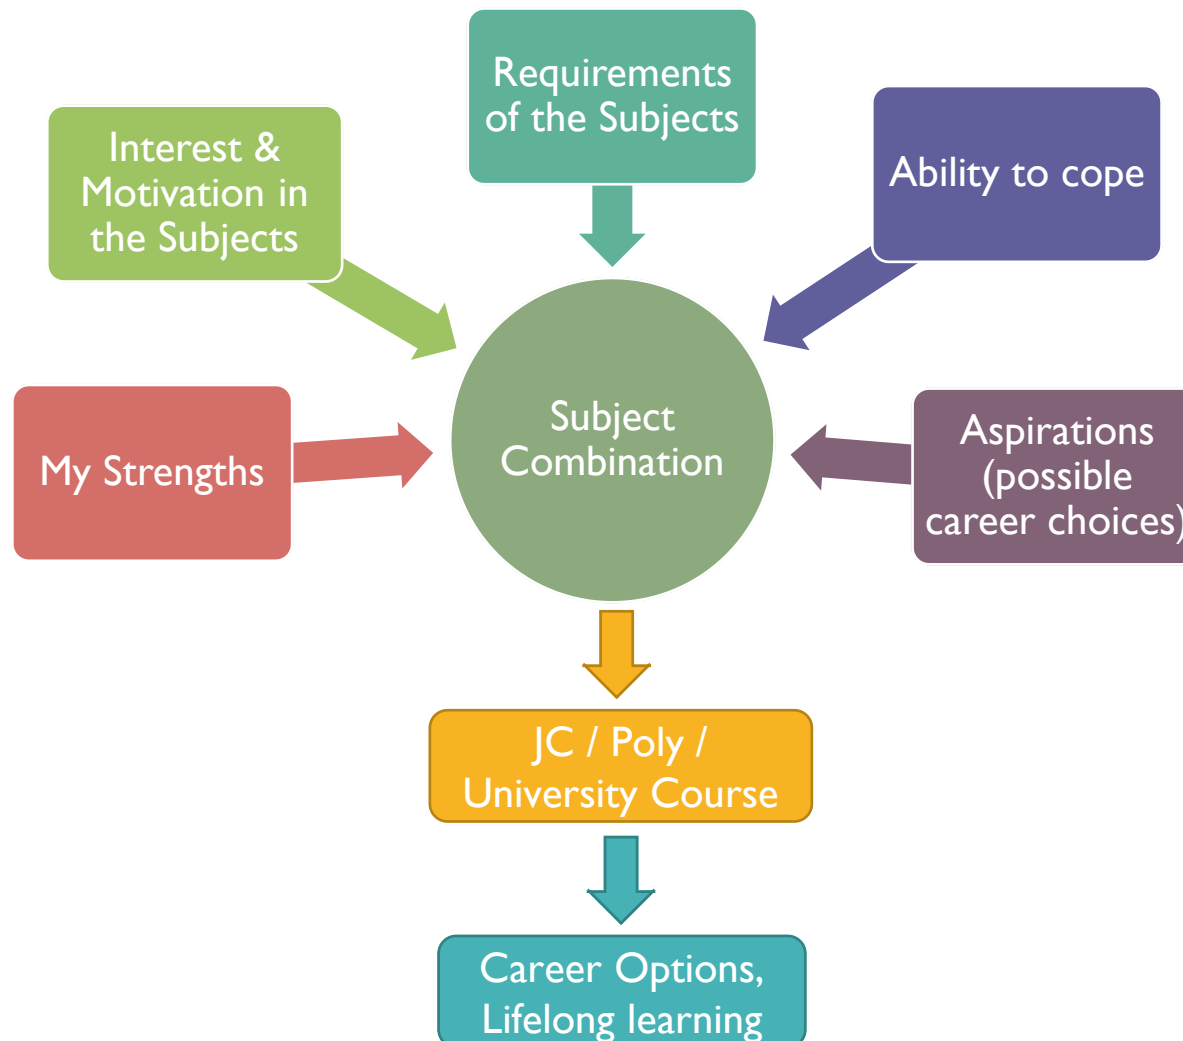 Requirements
of the Subjects
Interest &
Motivation in
the Subjects
Ability to cope
My Strengths
Subject
Combination
Aspirations
(possible
career choices)
JC / Poly /
University Course
Career Options,
Lifelong learning